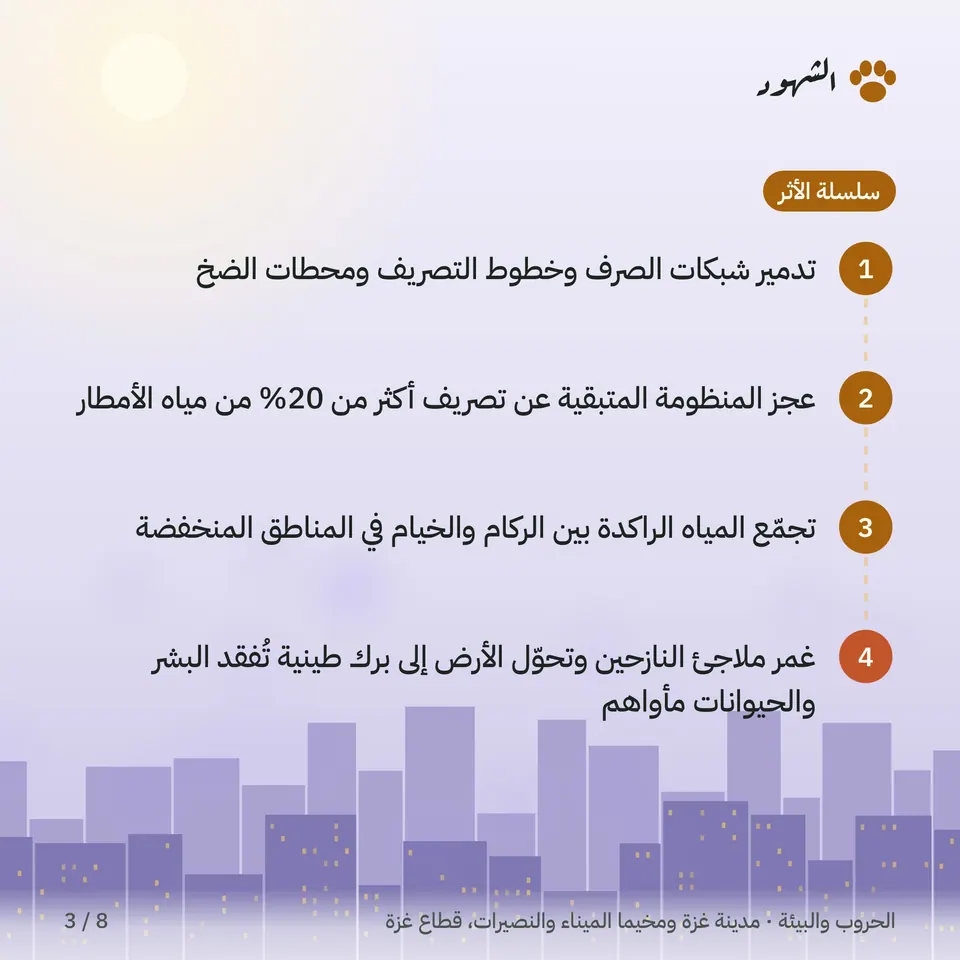 الشهود
سلسلة الأثر
1
تدمير شبكات الصرف وخطوط التصريف ومحطات الضخ
2
عجز المنظومة المتبقية عن تصريف أكثر من 20% من مياه الأمطار
3
تجمّع المياه الراكدة بين الركام والخيام في المناطق المنخفضة
4
غمر ملاجئ النازحين وتحوّل الأرض إلى برك طينية تُفقد البشر
والحيوانات مأواهم
الحروب والبيئة · مدينة غزة ومخيما الميناء والنصيرات، قطاع غزة
3 / 8